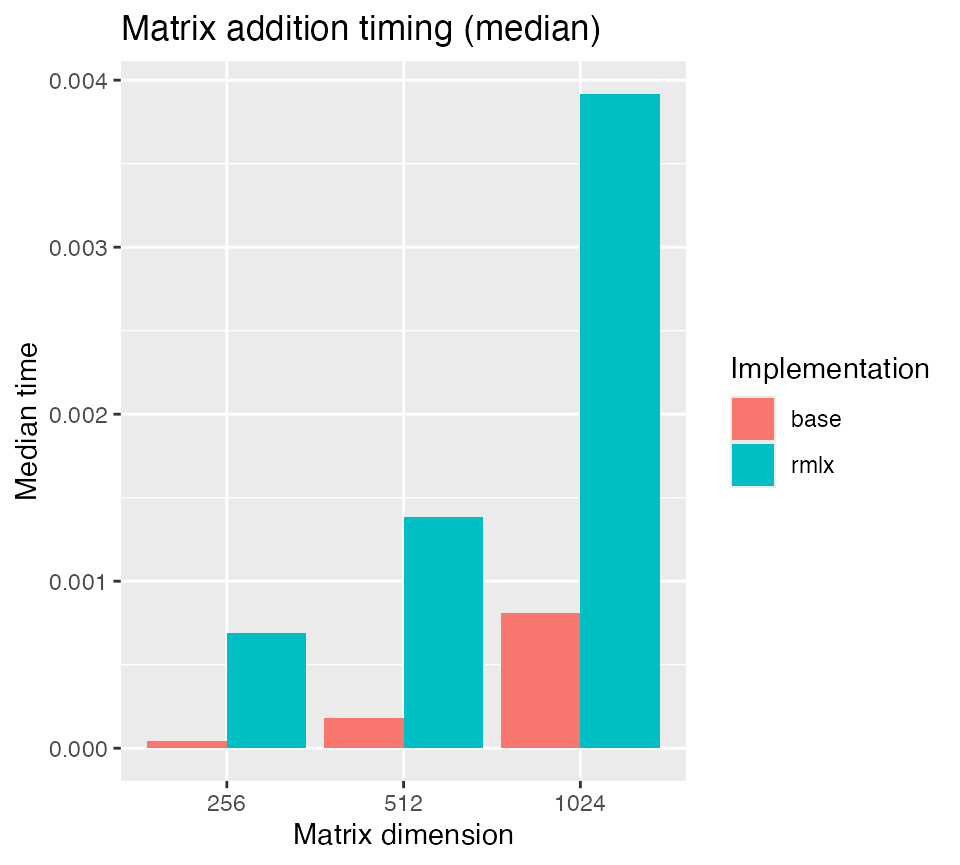 Matrix addition timing (median)
0.004
0.003
0.002
0.001
0.000
Median time
256 512 1024
Matrix dimension
Implementation
base
rmlx